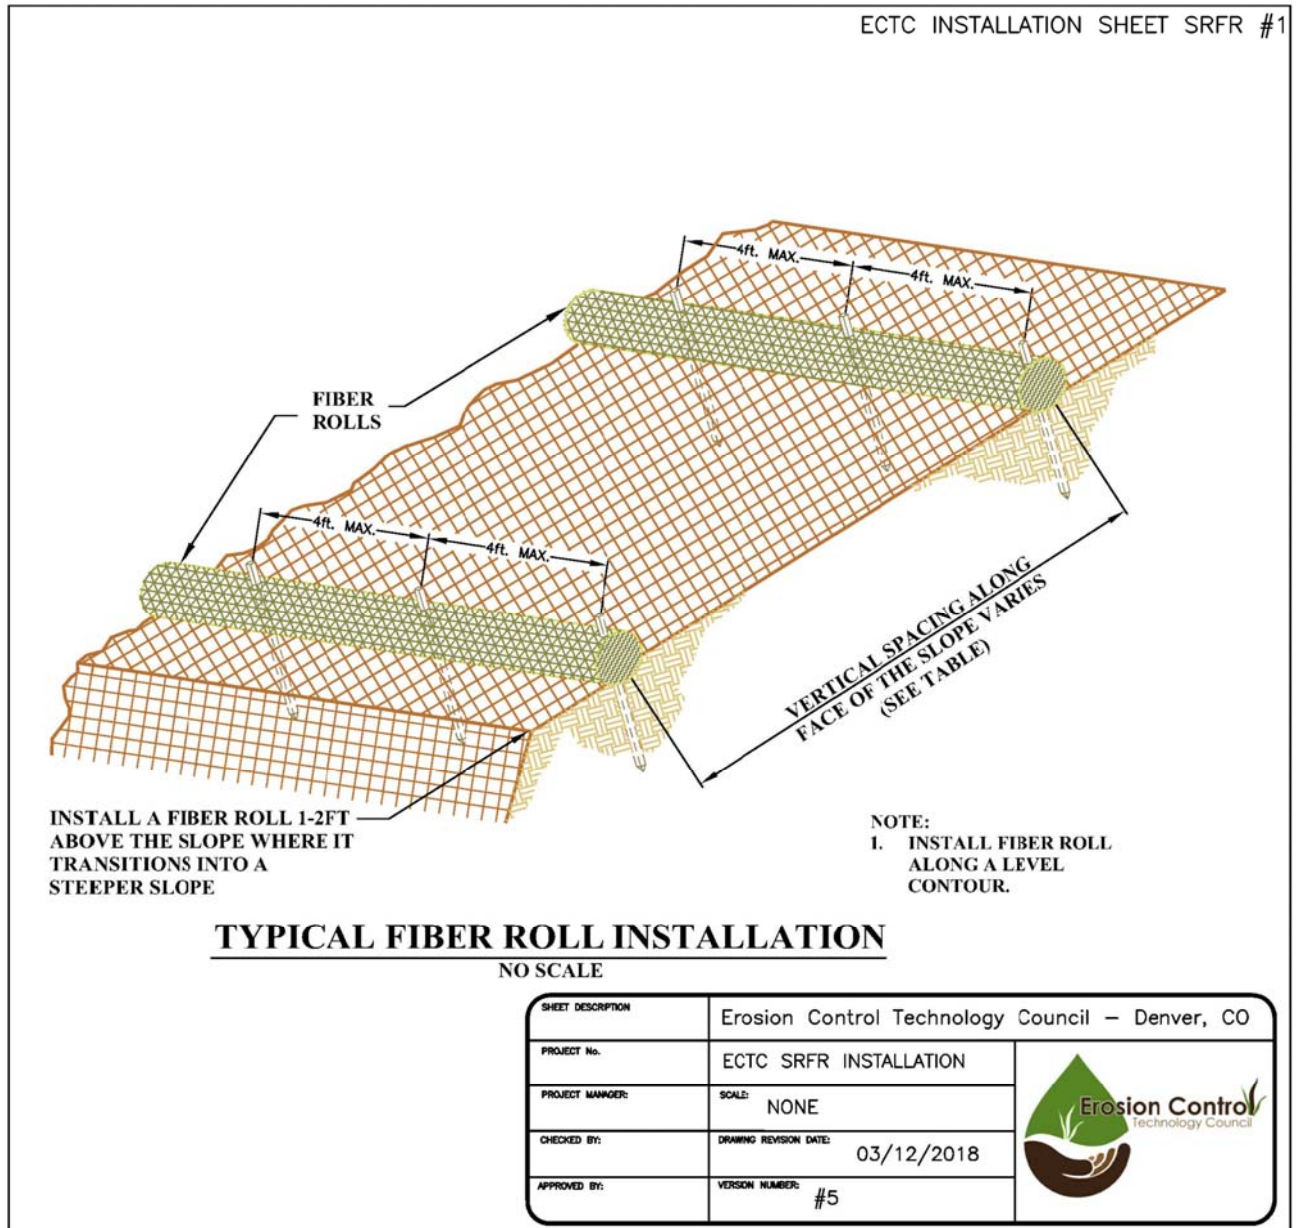 ECTC INSTALLATION SHEET SRFR #1
4ft. MAX.
4ft. MAX.
FIBER
ROLLS
4ft. MAX.
4ft. MAX.
VERTICAL SPACING ALONG
FACE OF THE SLOPE VARIES
(SEE TABLE)
INSTALL A FIBER ROLL 1-2FT
ABOVE THE SLOPE WHERE IT
TRANSITIONS INTO A
STEEPER SLOPE
NOTE:
1. INSTALL FIBER ROLL
ALONG A LEVEL
CONTOUR.
TYPICAL FIBER ROLL INSTALLATION
NO SCALE
SHEET DESCRIPTION
Erosion Control Technology Council – Denver, CO
PROJECT No.
ECTC SRFR INSTALLATION
PROJECT MANAGER:
SCALE: NONE
CHECKED BY:
DRAWING REVISION DATE: 03/12/2018
APPROVED BY:
VERSION NUMBER: #5
Erosion Control
Technology Council